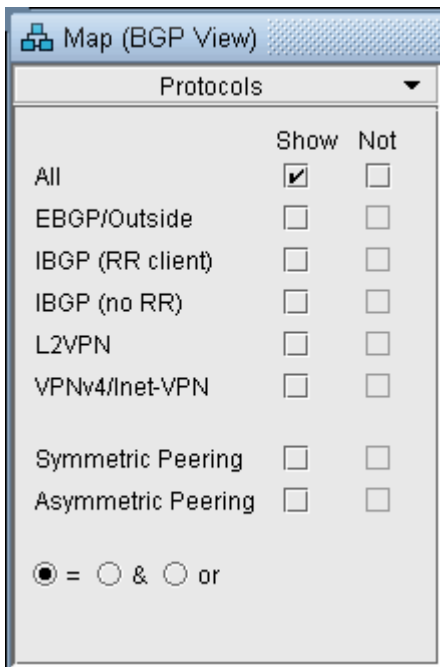 Map (BGP View)
Protocols
Show Not
All
EBGP/Outside
IBGP (RR client)
IBGP (no RR)
L2VPN
VPNv4/Inet-VPN
Symmetric Peering
Asymmetric Peering
= & or